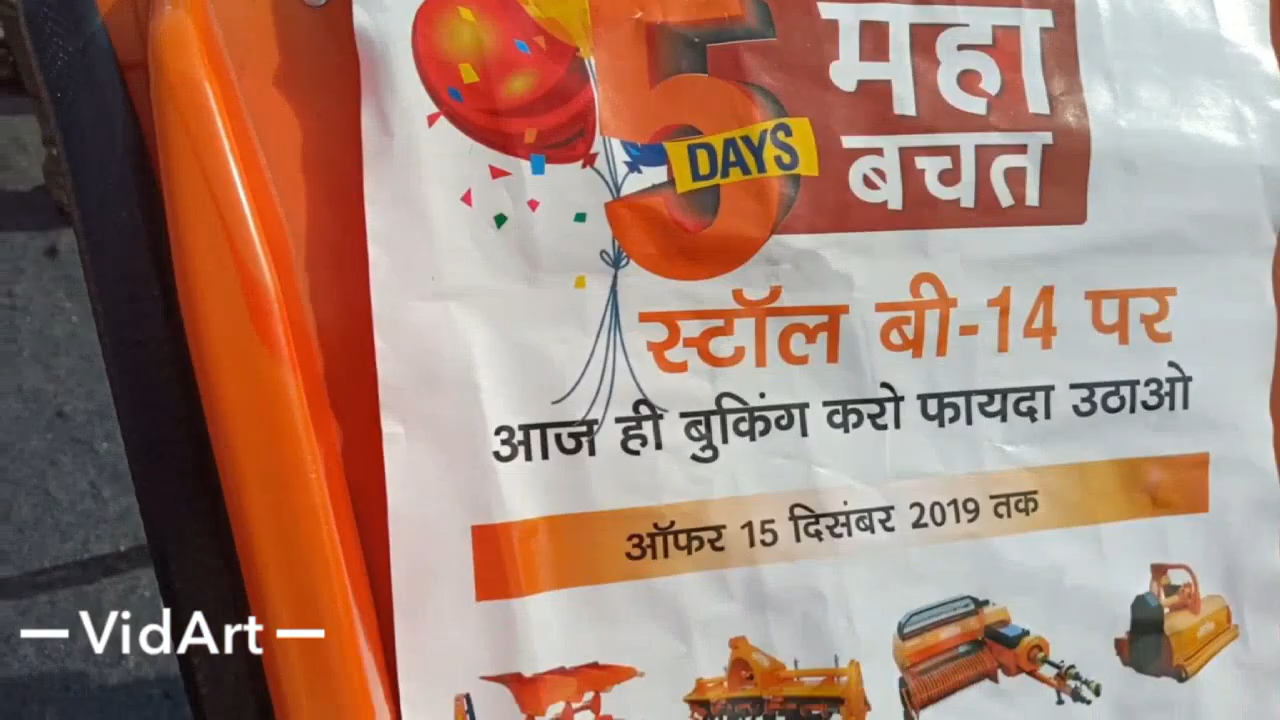 5 DAYS
महा
बचत
स्टॉल बी-14 पर
आज ही बुकिंग करो फायदा उठाओ
ऑफर 15 दिसंबर 2019 तक
VidArt